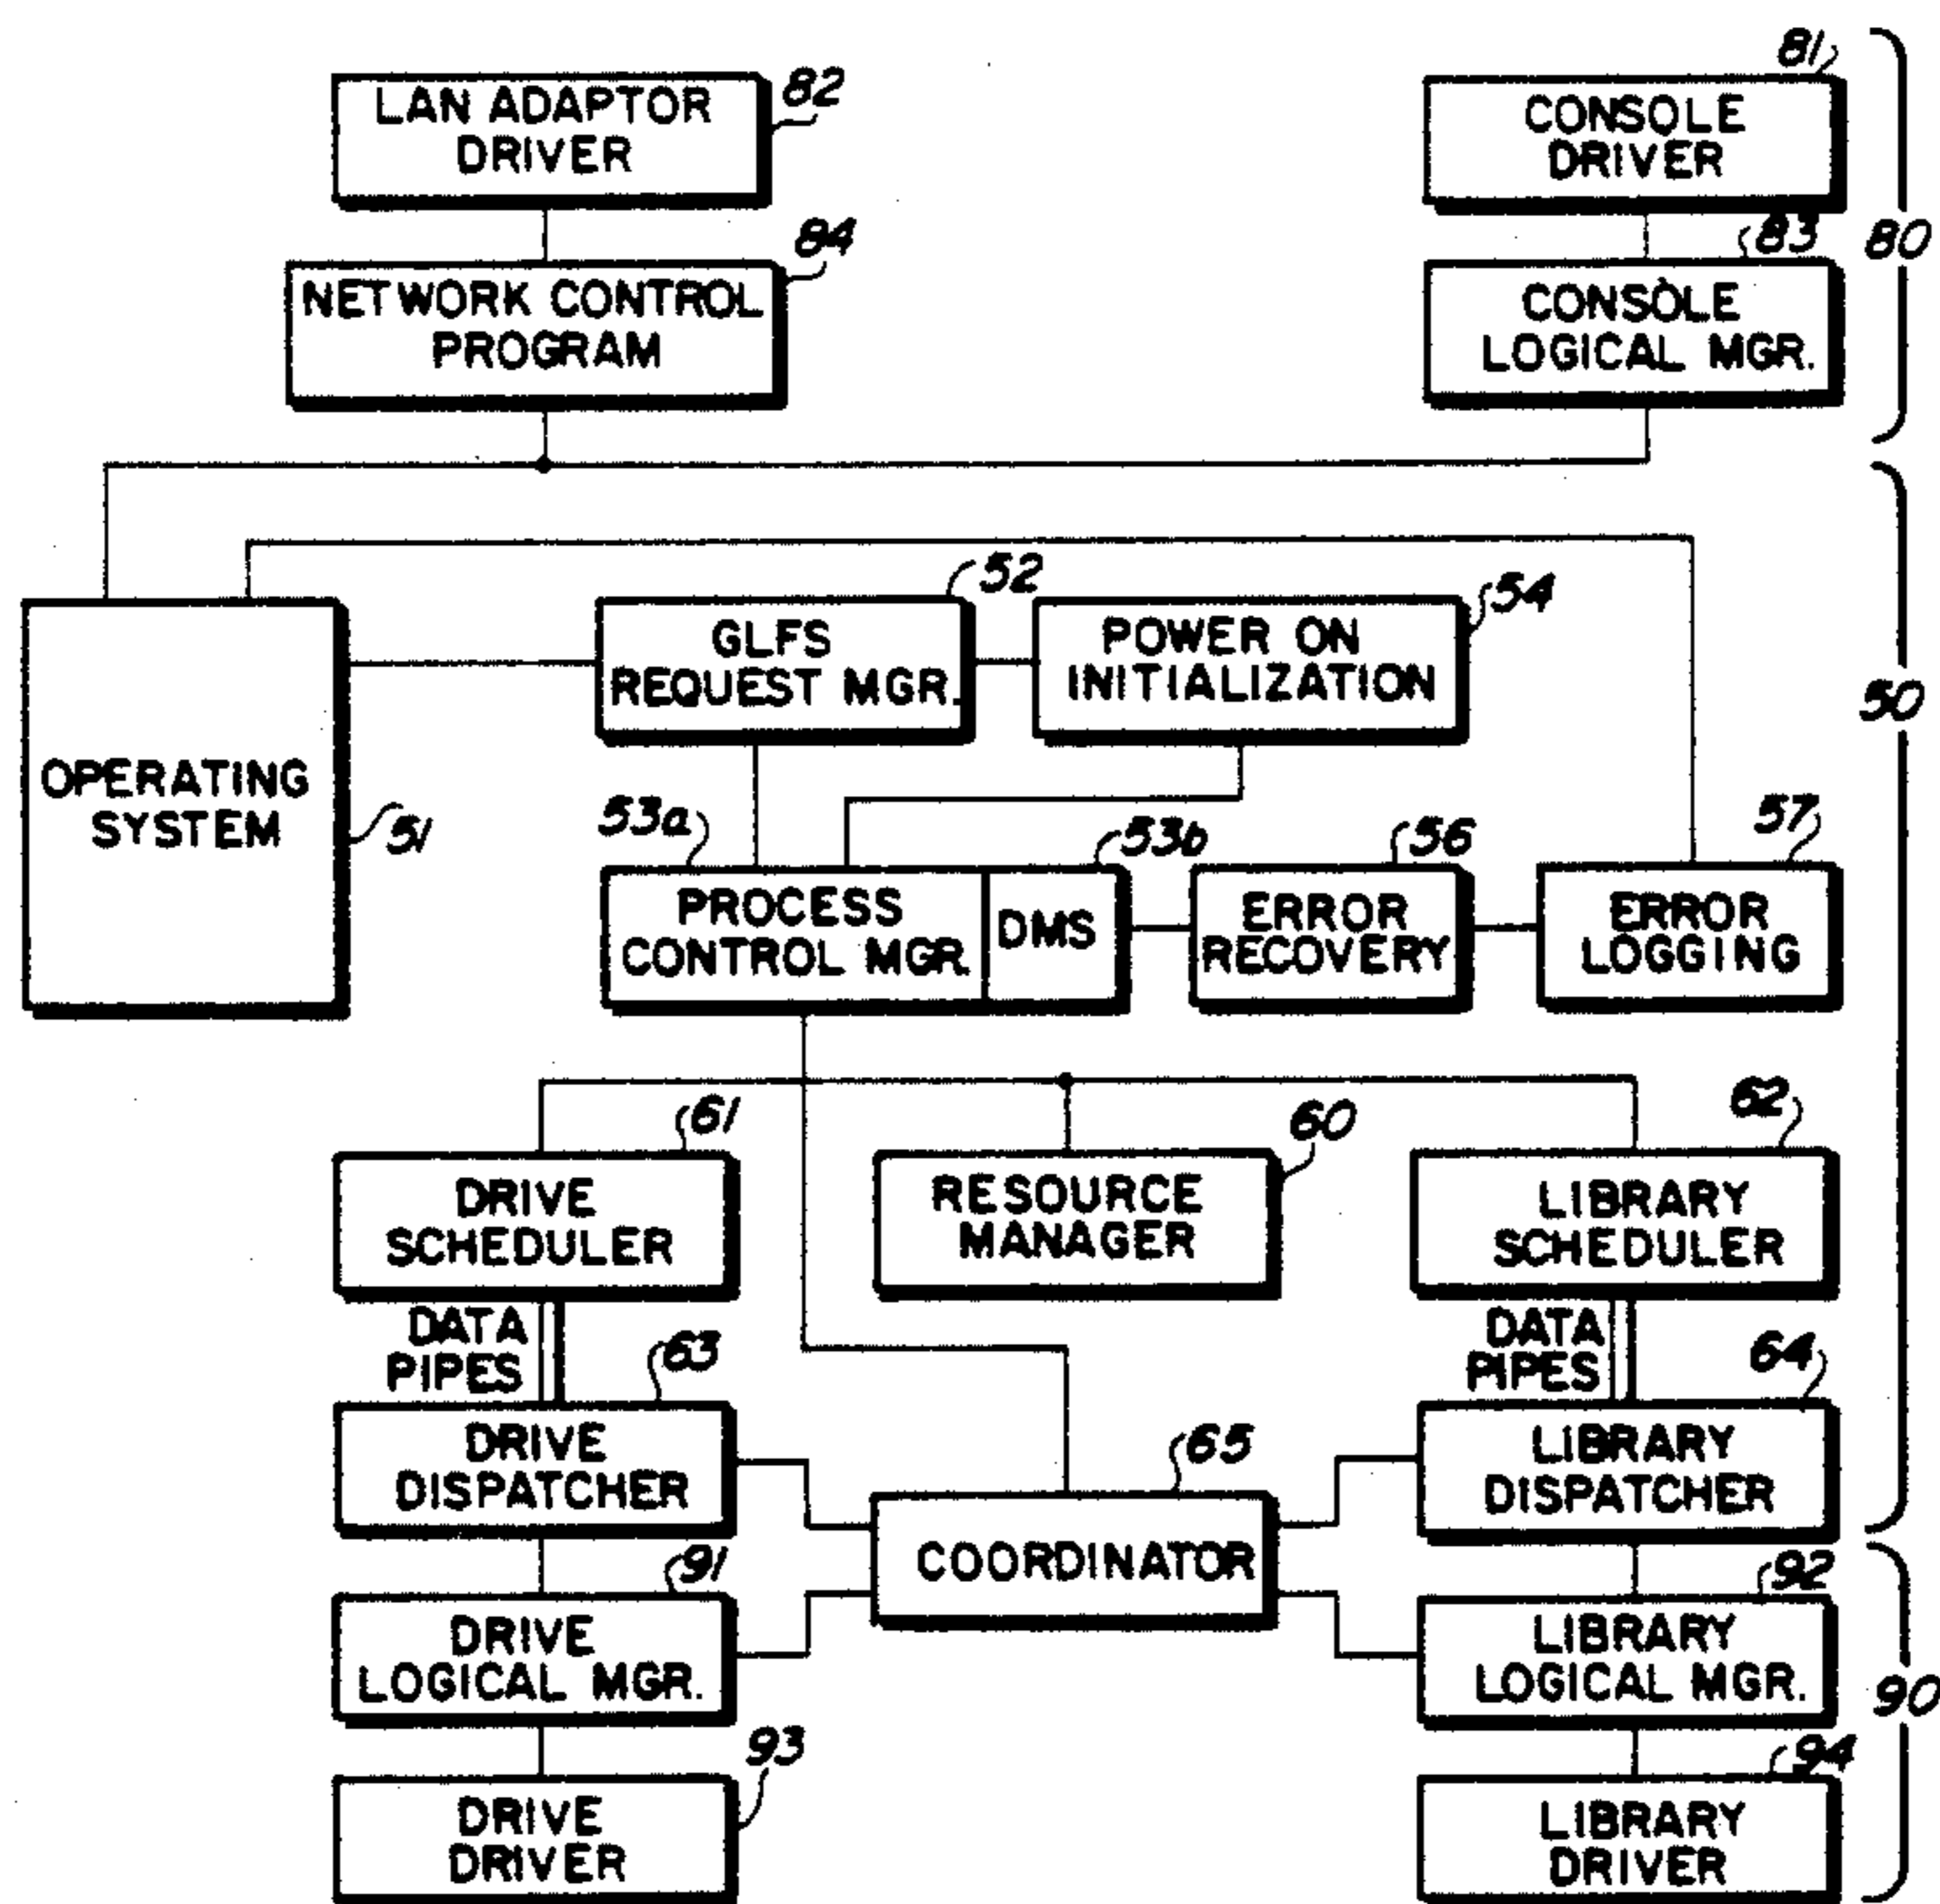 LAN ADAPTOR
DRIVER
82
CONSOLE
DRIVER
81
NETWORK CONTROL
PROGRAM
84
CONSOLE
LOGICAL MGR.
83
80
OPERATING
SYSTEM
51
GLFS
REQUEST MGR.
52
POWER ON
INITIALIZATION
54
50
PROCESS
CONTROL MGR.
53a
DMS
53b
ERROR
RECOVERY
56
ERROR
LOGGING
57
DRIVE
SCHEDULER
61
RESOURCE
MANAGER
60
LIBRARY
SCHEDULER
62
DATA
PIPES
DATA
PIPES
DRIVE
DISPATCHER
63
COORDINATOR
65
LIBRARY
DISPATCHER
64
DRIVE
LOGICAL MGR.
91
LIBRARY
LOGICAL MGR.
92
90
DRIVE
DRIVER
93
LIBRARY
DRIVER
94